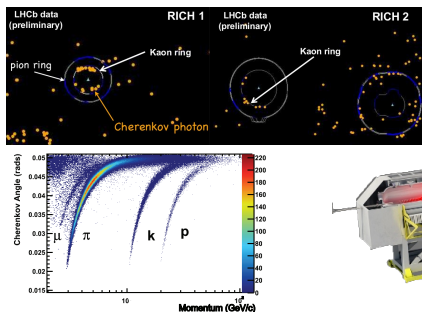 LHCb data
(preliminary)
RICH 1
Kaon ring
pion ring
Cherenkov photon
LHCb data
(preliminary)
RICH 2
Kaon ring
Cherenkov Angle (rads)
0.05
0.045
0.04
0.035
0.03
0.025
0.02
0.015
μ
π
k
p
220
200
180
160
140
120
100
80
60
40
20
0
10
Momentum (GeV/c)